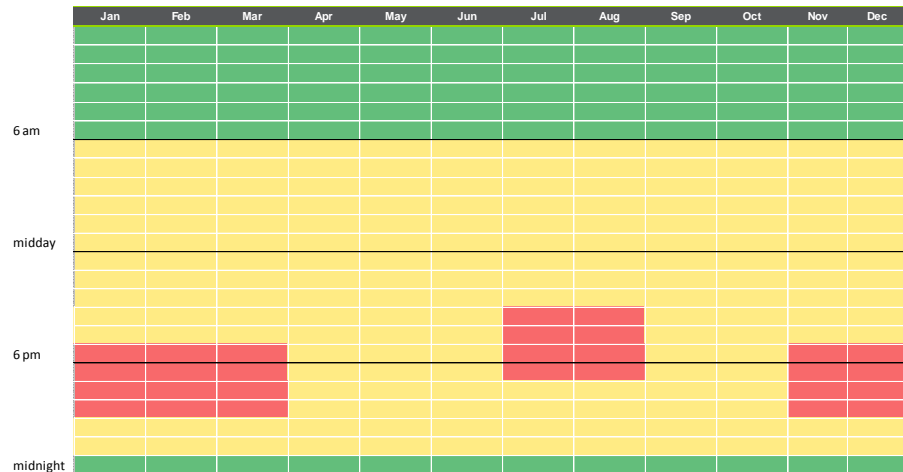 Jan Feb Mar Apr May Jun Jul Aug Sep Oct Nov Dec
6 am
midday
6 pm
midnight